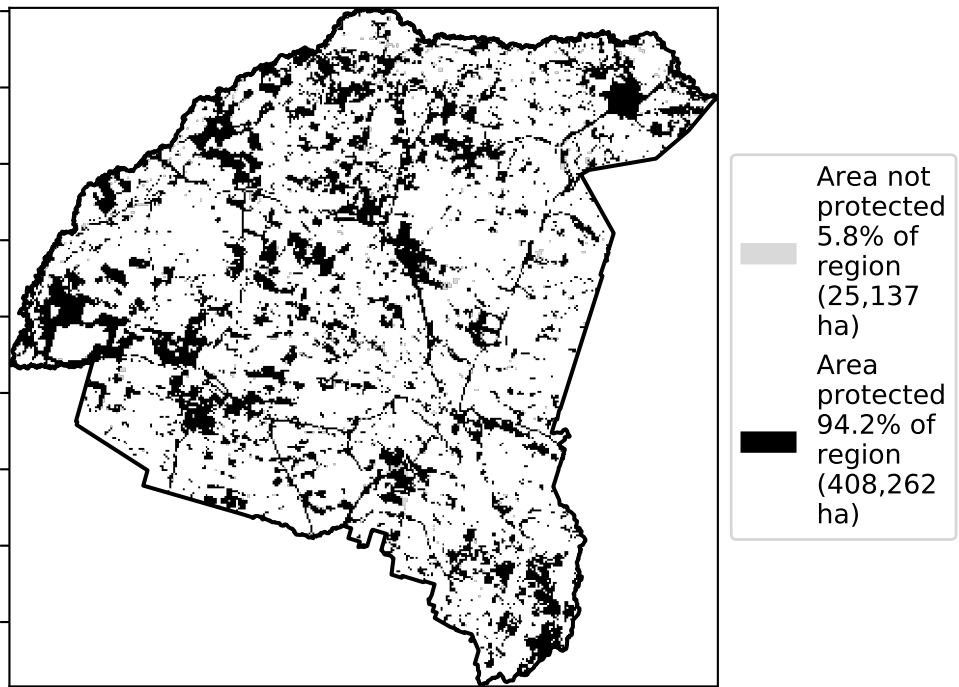 Area not
protected
5.8% of
region
(25,137
ha)
Area
protected
94.2% of
region
(408,262
ha)